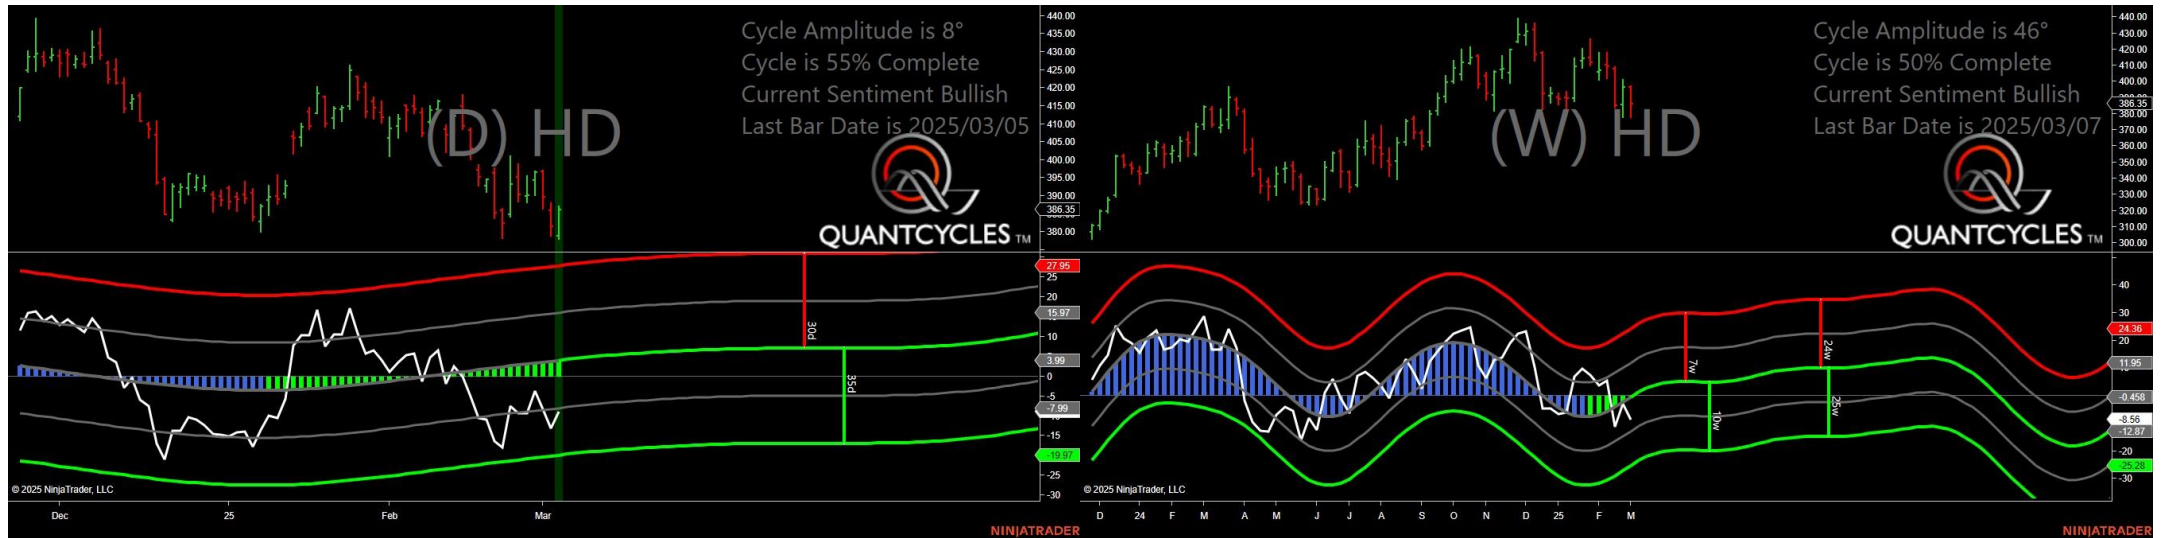 Cycle Amplitude is 8°
Cycle is 55% Complete
Current Sentiment Bullish
Last Bar Date is 2025/03/05
(D) HD
QUANTCYCLES TM
440.00
435.00
430.00
425.00
420.00
415.00
410.00
405.00
400.00
395.00
390.00
386.35
380.00
27.95
25
20
15.97
10
3.99
0
-5
-7.99
-15
-19.97
-25
-30
30d
35d
© 2025 NinjaTrader, LLC
Dec
25
Feb
Mar
NINJATRADER
Cycle Amplitude is 46°
Cycle is 50% Complete
Current Sentiment Bullish
Last Bar Date is 2025/03/07
(W) HD
QUANTCYCLES TM
440.00
430.00
420.00
410.00
400.00
386.35
380.00
370.00
360.00
350.00
340.00
330.00
320.00
310.00
300.00
40
30
24.36
20
11.95
-0.458
-8.56
-12.87
-20
-25.28
-30
7w
10w
24w
25w
© 2025 NinjaTrader, LLC
D 24 F M A M J J A S O N D 25 F M
NINJATRADER